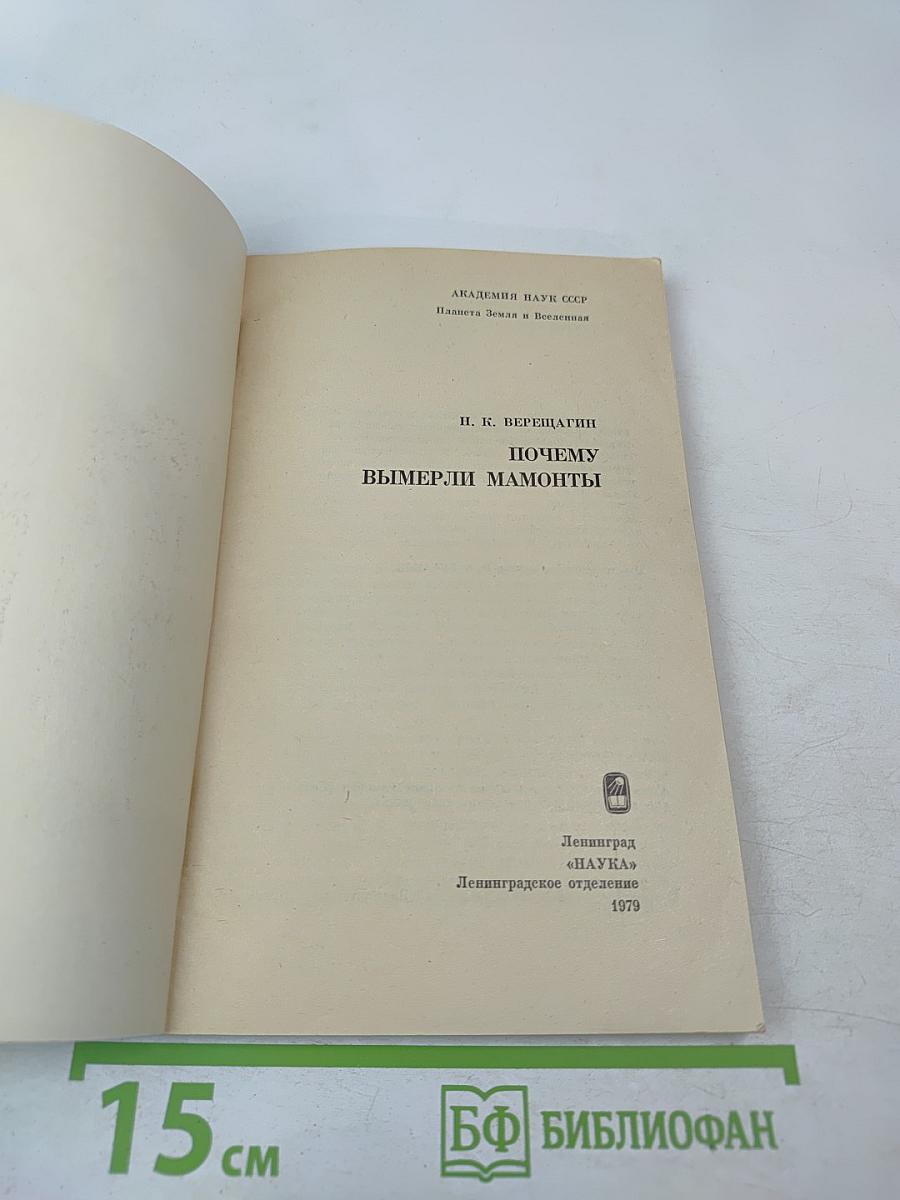 АКАДЕМИЯ НАУК СССР
Планета Земля и Вселенная
Н. К. ВЕРЕЩАГИН
ПОЧЕМУ
ВЫМЕРЛИ МАМОНТЫ
Ленинград
«НАУКА»
Ленинградское отделение
1979
15 см
БФ БИБЛИОФАН